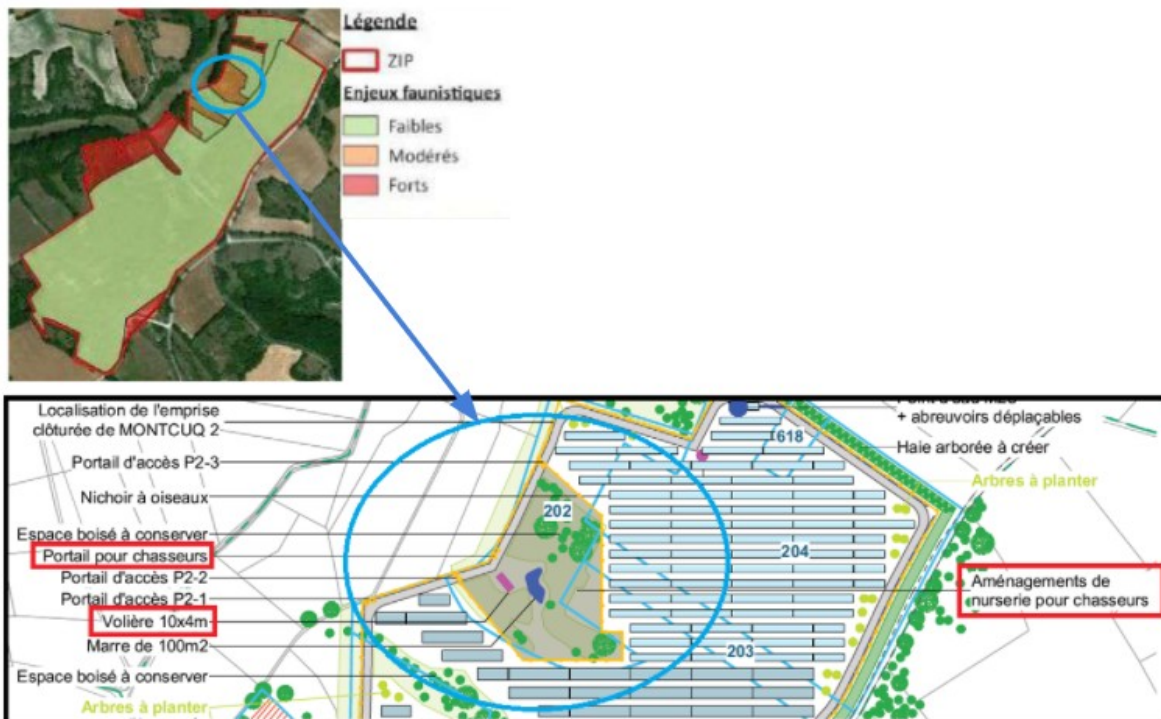 Légende
ZIP
Enjeux faunistiques
Faibles
Modérés
Forts
Localisation de l'emprise
clôturée de MONTCUQ 2
Portail d'accès P2-3
Nichoir à oiseaux
Espace boisé à conserver
Portail pour chasseurs
Portail d'accès P2-2
Portail d'accès P2-1
Volière 10x4m
Marre de 100m2
Espace boisé à conserver
Arbres à planter
202
618
204
203
+ abreuvoirs déplaçables
Haie arborée à créer
Arbres à planter
Aménagements de
nurserie pour chasseurs